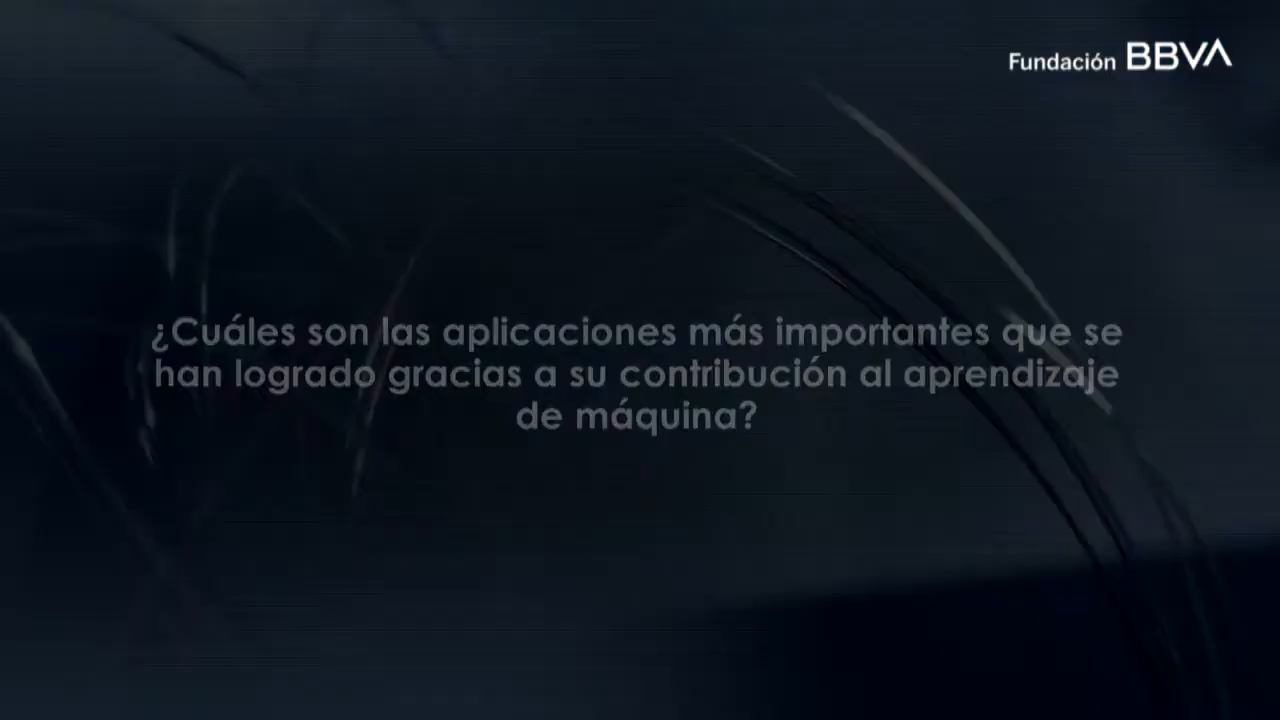 Fundación BBVA
¿Cuáles son las aplicaciones más importantes que se
han logrado gracias a su contribución al aprendizaje
de máquina?